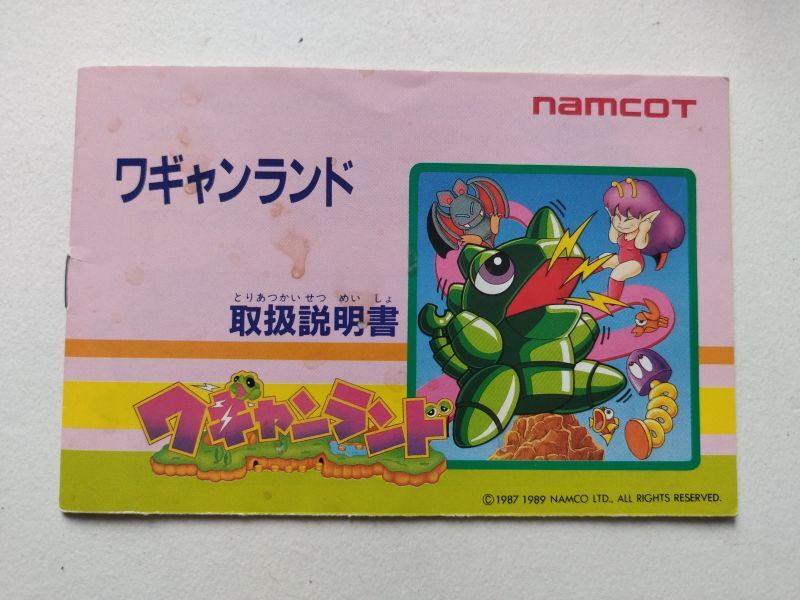 namcoT
ワギャンランド
とりあつかいせつ めい しょ
取扱説明書
ワギャンランド
©1987 1989 NAMCO LTD., ALL RIGHTS RESERVED.